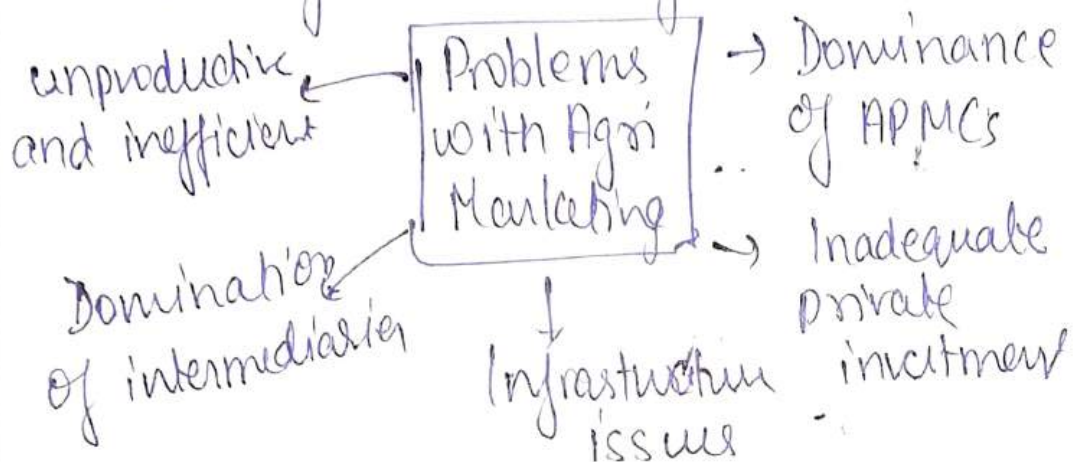 unproductive
and inefficient
Problems
with Agri
Marketing
Dominance
of APMCs
Domination
of intermediaries
Infrastructure
issues
Inadequate
private
investment